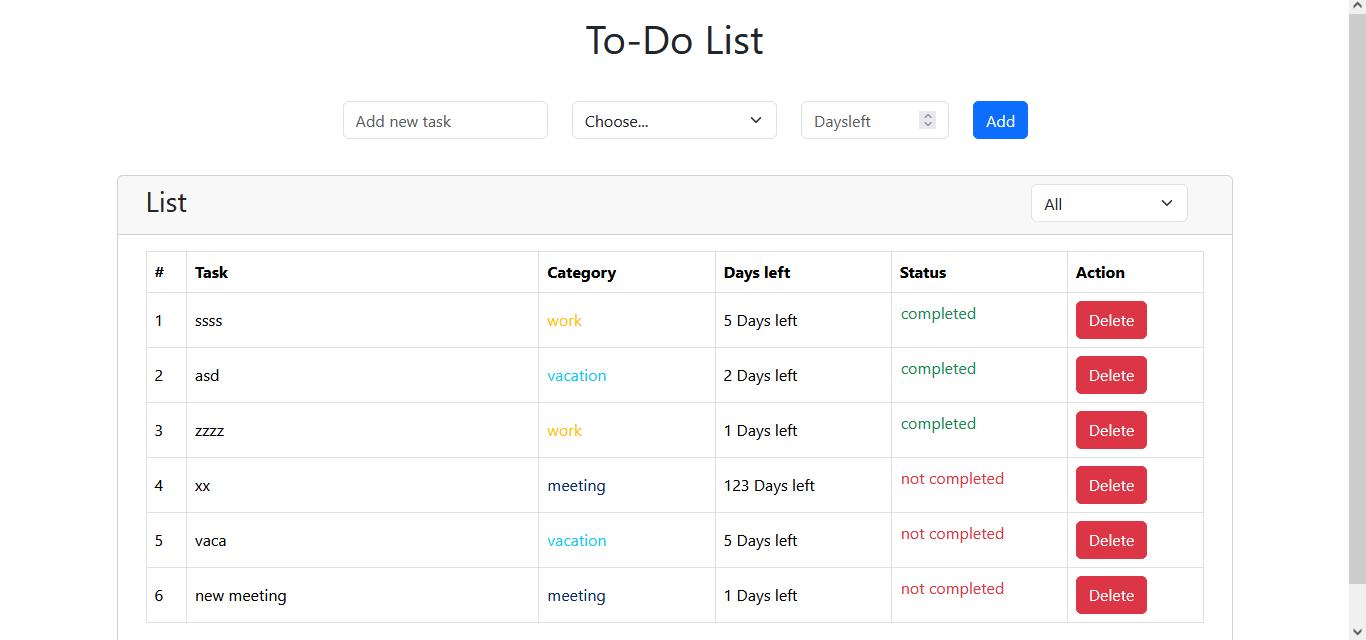 To-Do List
Add new task Choose... Daysleft Add
List All
# Task Category Days left Status Action
1 ssss work 5 Days left completed Delete
2 asd vacation 2 Days left completed Delete
3 zzzz work 1 Days left completed Delete
4 xx meeting 123 Days left not completed Delete
5 vaca vacation 5 Days left not completed Delete
6 new meeting meeting 1 Days left not completed Delete